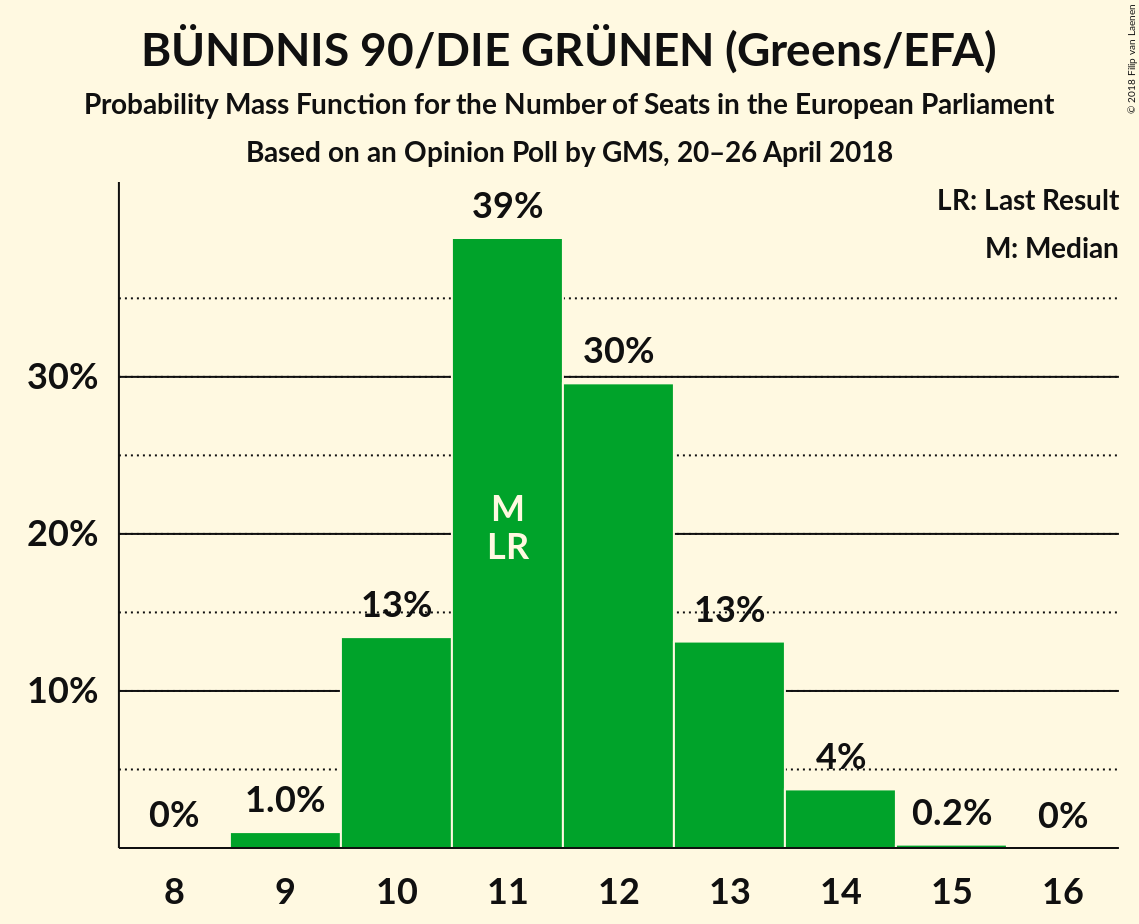 BÜNDNIS 90/DIE GRÜNEN (Greens/EFA)
Probability Mass Function for the Number of Seats in the European Parliament
Based on an Opinion Poll by GMS, 20–26 April 2018
© 2018 Filip van Laenen
LR: Last Result
M: Median
30%
20%
10%
0%
1.0%
13%
39%
30%
13%
4%
0.2%
0%
M
LR
8 9 10 11 12 13 14 15 16